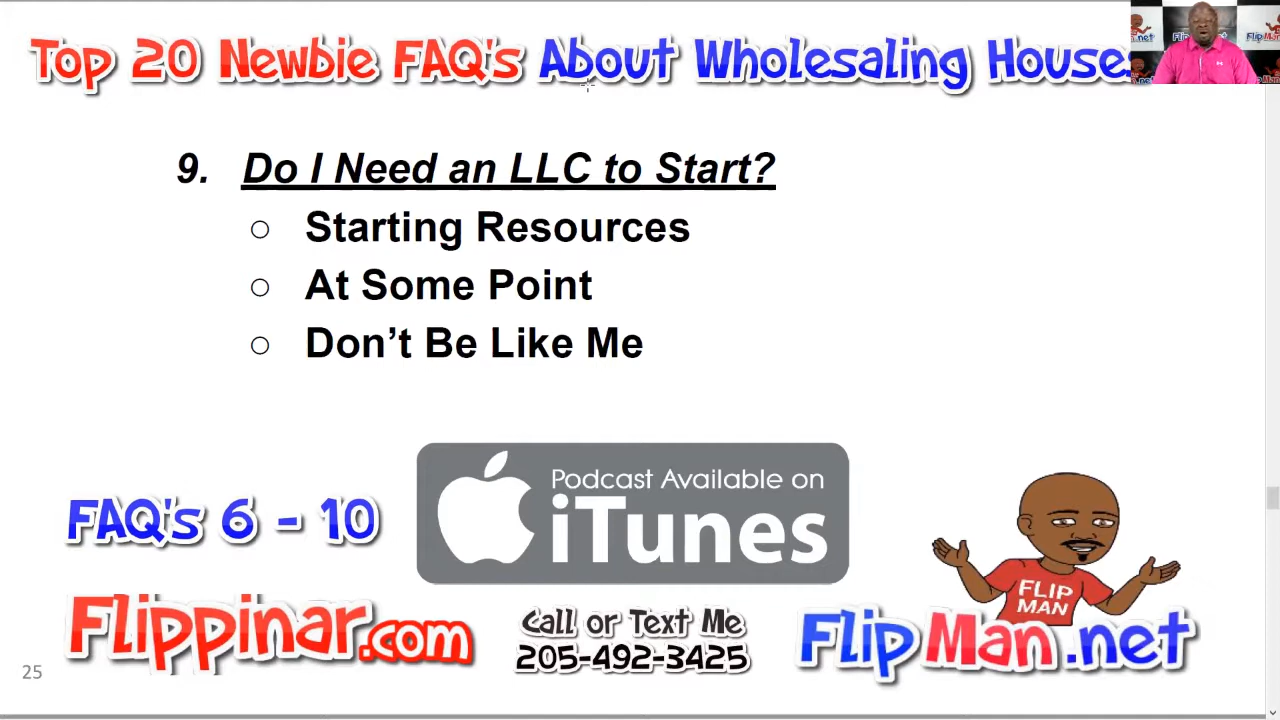 Top 20 Newbie FAQ's About Wholesaling House
9. Do I Need an LLC to Start?
○ Starting Resources
○ At Some Point
○ Don’t Be Like Me
Podcast Available on
iTunes
FAQ's 6 - 10
FLIP
MAN
Flippinar.com
Call or Text Me
205-492-3425
FlipMan.net
25